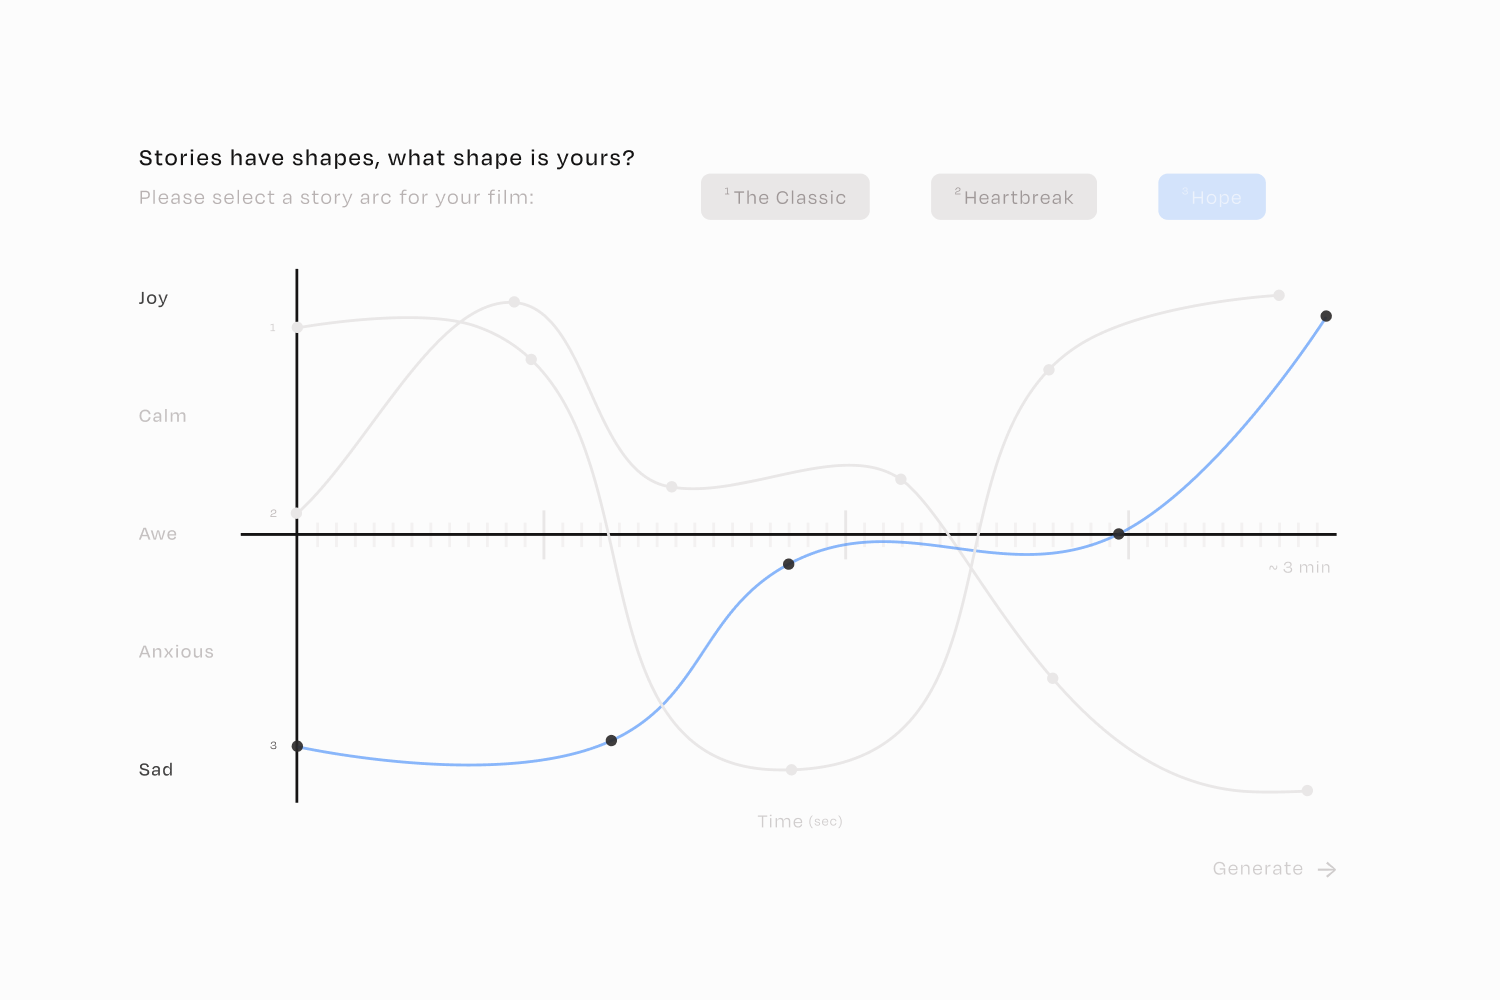 Stories have shapes, what shape is yours?
Please select a story arc for your film:
1 The Classic
2 Heartbreak
3 Hope
Joy
1
Calm
2
Awe
~ 3 min
Anxious
3
Sad
Time (sec)
Generate →